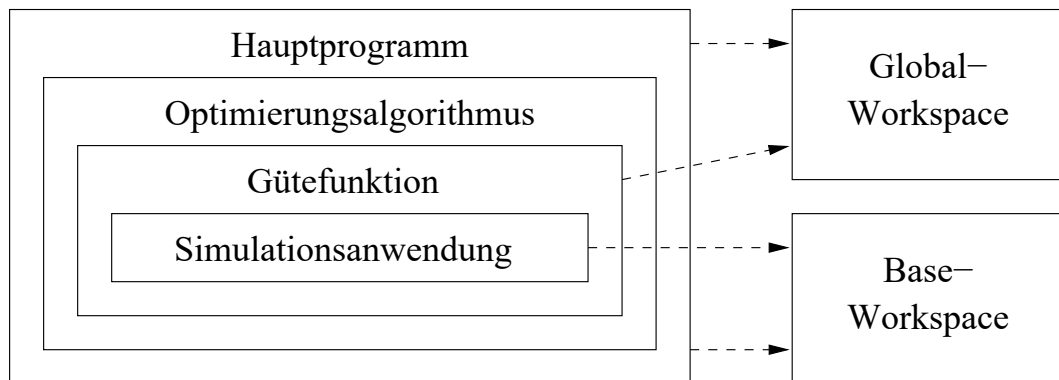 Hauptprogramm
Optimierungsalgorithmus
Gütefunktion
Simulationsanwendung
Global−
Workspace
Base−
Workspace